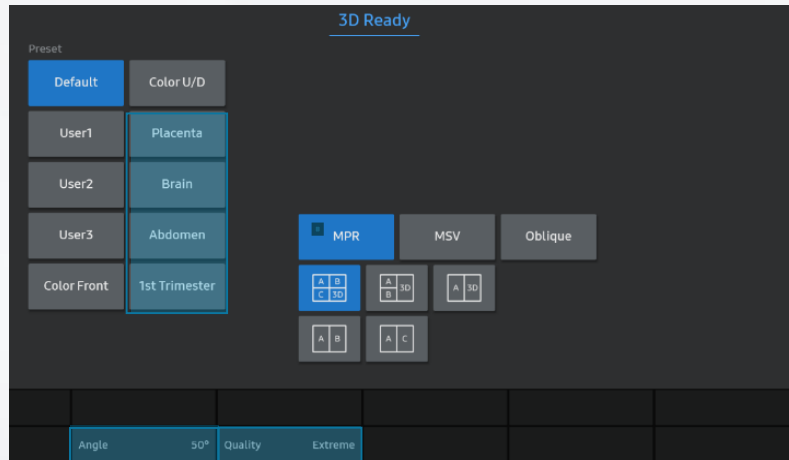 3D Ready
Preset
Default Color U/D
User1 Placenta
User2 Brain
User3 Abdomen
MPR MSV Oblique
Color Front 1st Trimester
A B A 3D A 3D
C 3D B
A B A C
Angle 50° Quality Extreme